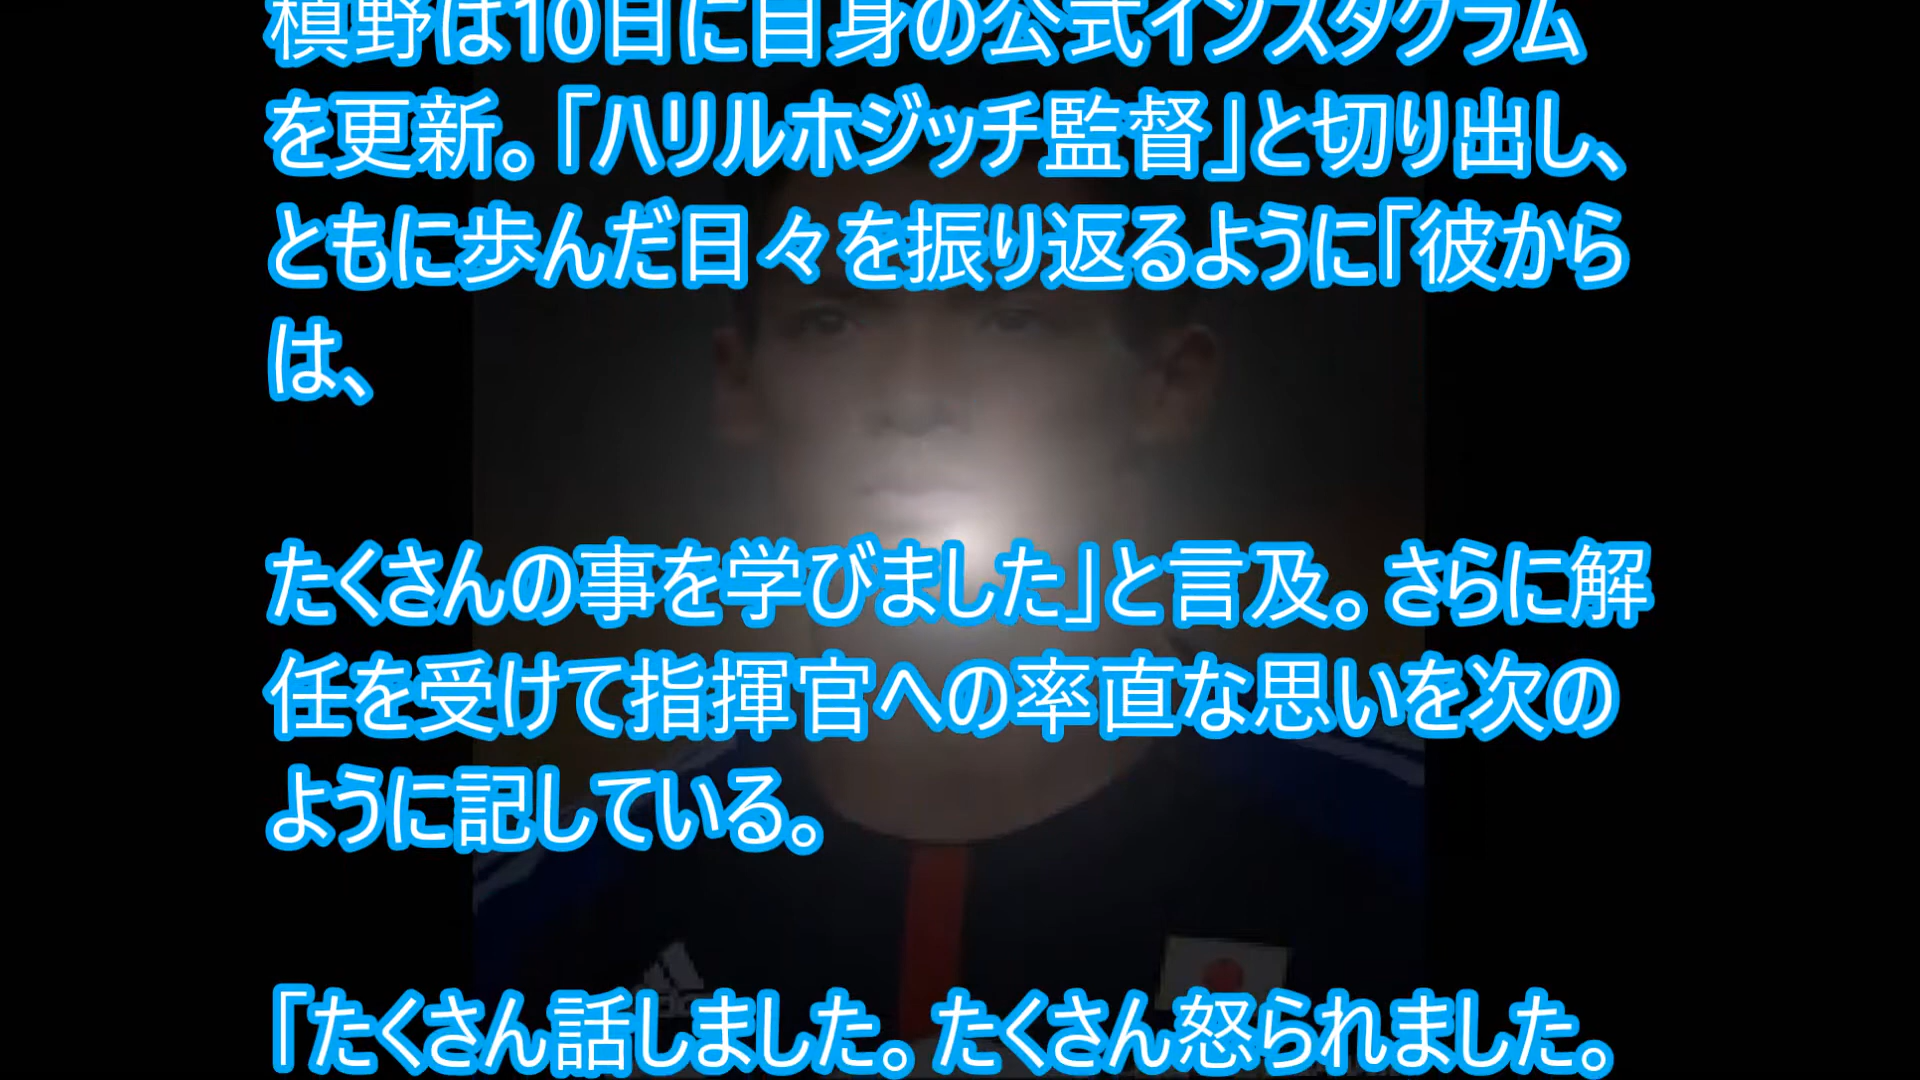 槙野は10日に自身の公式インスタグラム
を更新。「ハリルホジッチ監督」と切り出し、
ともに歩んだ日々を振り返るように「彼から
は、
たくさんの事を学びました」と言及。さらに解
任を受けて指揮官への率直な思いを次の
ように記している。
「たくさん話しました。たくさん怒られました。